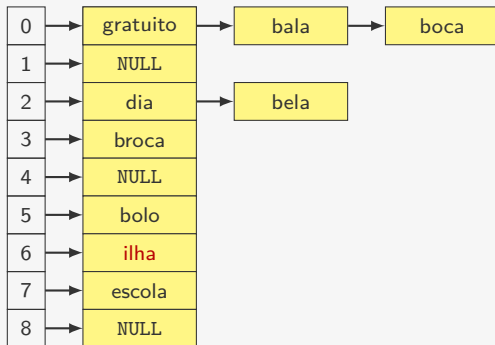 0 gratuito bala boca
1 NULL
2 dia bela
3 broca
4 NULL
5 bolo
6 ilha
7 escola
8 NULL